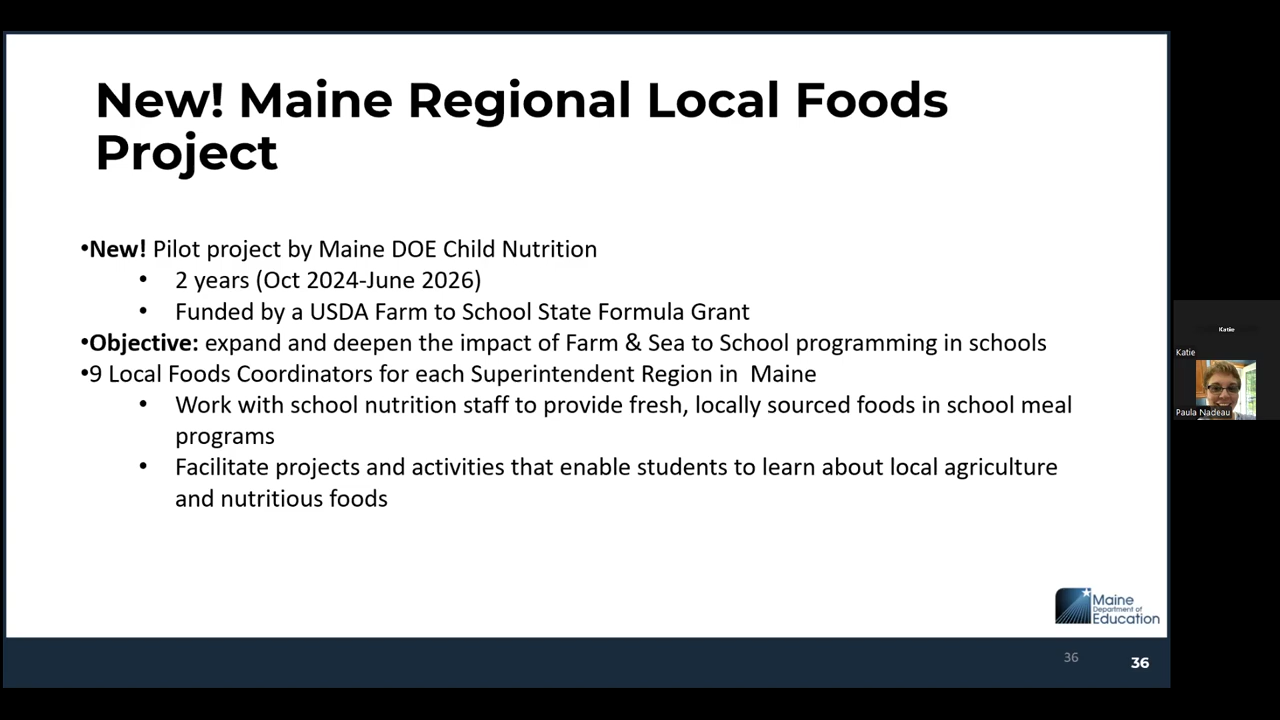 New! Maine Regional Local Foods
Project
•New! Pilot project by Maine DOE Child Nutrition
• 2 years (Oct 2024-June 2026)
• Funded by a USDA Farm to School State Formula Grant
•Objective: expand and deepen the impact of Farm & Sea to School programming in schools
•9 Local Foods Coordinators for each Superintendent Region in  Maine
• Work with school nutrition staff to provide fresh, locally sourced foods in school meal
programs
• Facilitate projects and activities that enable students to learn about local agriculture
and nutritious foods
Maine
Department of
Education
36
36
Katie
Katie
Paula Nadeau